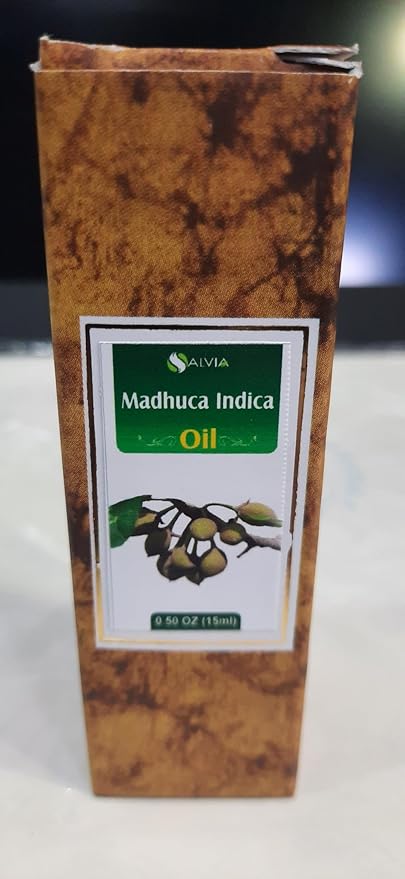 SALVIA
Madhuca Indica
Oil
0.50 OZ (15ml)